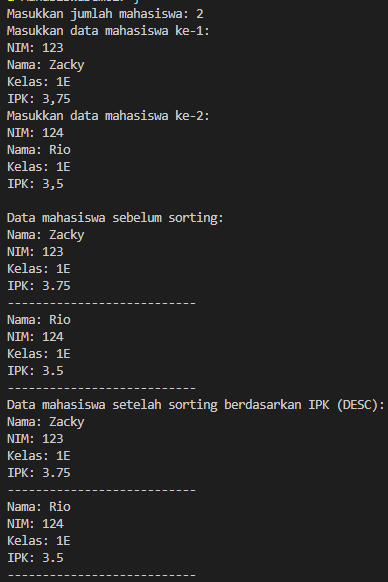 Masukkan jumlah mahasiswa: 2
Masukkan data mahasiswa ke-1:
NIM: 123
Nama: Zacky
Kelas: 1E
IPK: 3,75
Masukkan data mahasiswa ke-2:
NIM: 124
Nama: Rio
Kelas: 1E
IPK: 3,5
Data mahasiswa sebelum sorting:
Nama: Zacky
NIM: 123
Kelas: 1E
IPK: 3.75
---------------------------
Nama: Rio
NIM: 124
Kelas: 1E
IPK: 3.5
---------------------------
Data mahasiswa setelah sorting berdasarkan IPK (DESC):
Nama: Zacky
NIM: 123
Kelas: 1E
IPK: 3.75
---------------------------
Nama: Rio
NIM: 124
Kelas: 1E
IPK: 3.5
---------------------------